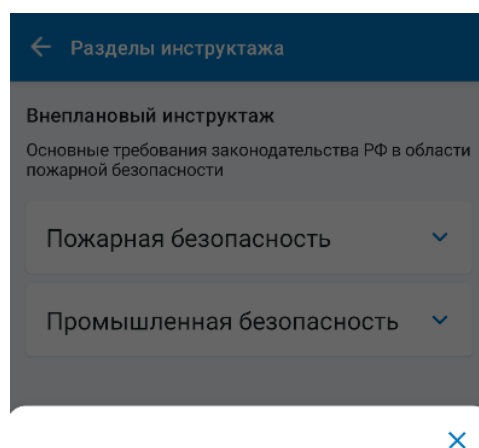 Разделы инструктажа
Внеплановый инструктаж
Основные требования законодательства РФ в области
пожарной безопасности
Пожарная безопасность
Промышленная безопасность